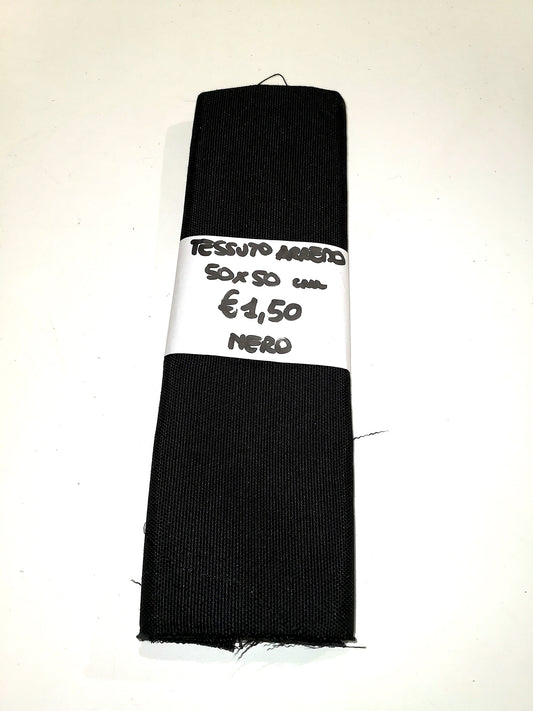 TESSUTO ARREDO
50x50 cm
€1,50
NERO